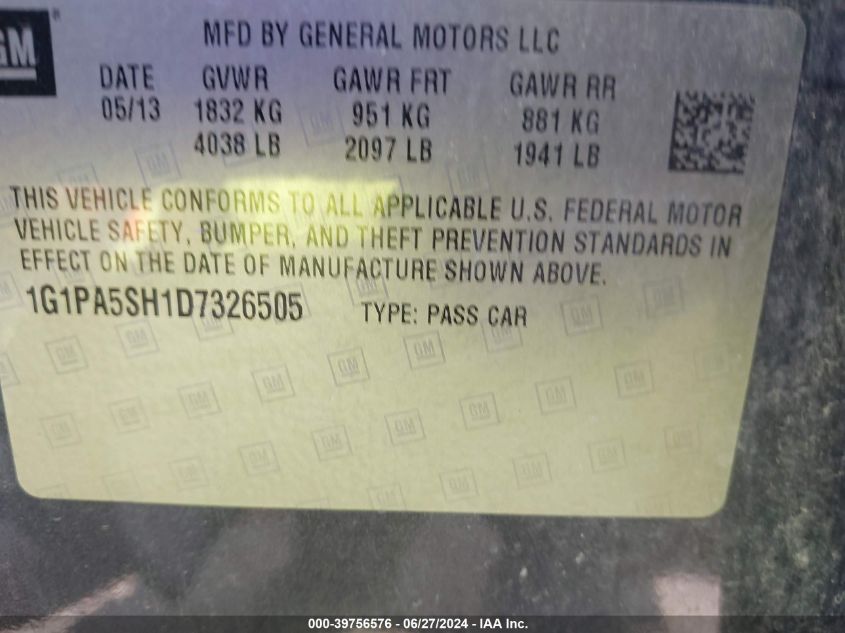 GM
®
MFD BY GENERAL MOTORS LLC
DATE GVWR GAWR FRT GAWR RR
05/13 1832 KG 951 KG 881 KG
4038 LB 2097 LB 1941 LB
THIS VEHICLE CONFORMS TO ALL APPLICABLE U.S. FEDERAL MOTOR
VEHICLE SAFETY, BUMPER, AND THEFT PREVENTION STANDARDS IN
EFFECT ON THE DATE OF MANUFACTURE SHOWN ABOVE.
1G1PA5SH1D7326505 TYPE: PASS CAR
000-39756576 - 06/27/2024 - IAA Inc.